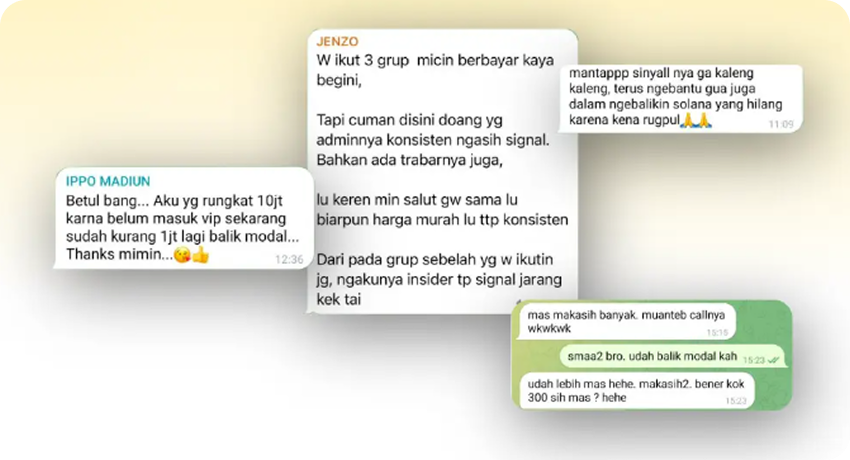 JENZO
W ikut 3 grup micin berbayar kaya
begini,
Tapi cuman disini doang yg
adminnya konsisten ngasih signal.
Bahkan ada trabarnya juga,
lu keren min salut gw sama lu
biarpun harga murah lu ttp konsisten
Dari pada grup sebelah yg w ikutin
jg, ngakunya insider tp signal jarang
kek tai
mantappp sinyall nya ga kaleng
kaleng, terus ngebantu gua juga
dalam ngebalikin solana yang hilang
karena kena rugpul🙏🙏
11:09
IPPO MADIUN
Betul bang... Aku yg rungkat 10jt
karna belum masuk vip sekarang
sudah kurang 1jt lagi balik modal...
Thanks mimin...😘👍
12:36
mas makasih banyak. muanteb callnya
wkwkwk
15:15
smaa2 bro. udah balik modal kah
15:23
udah lebih mas hehe. makasih2. bener kok
300 sih mas ? hehe
15:23